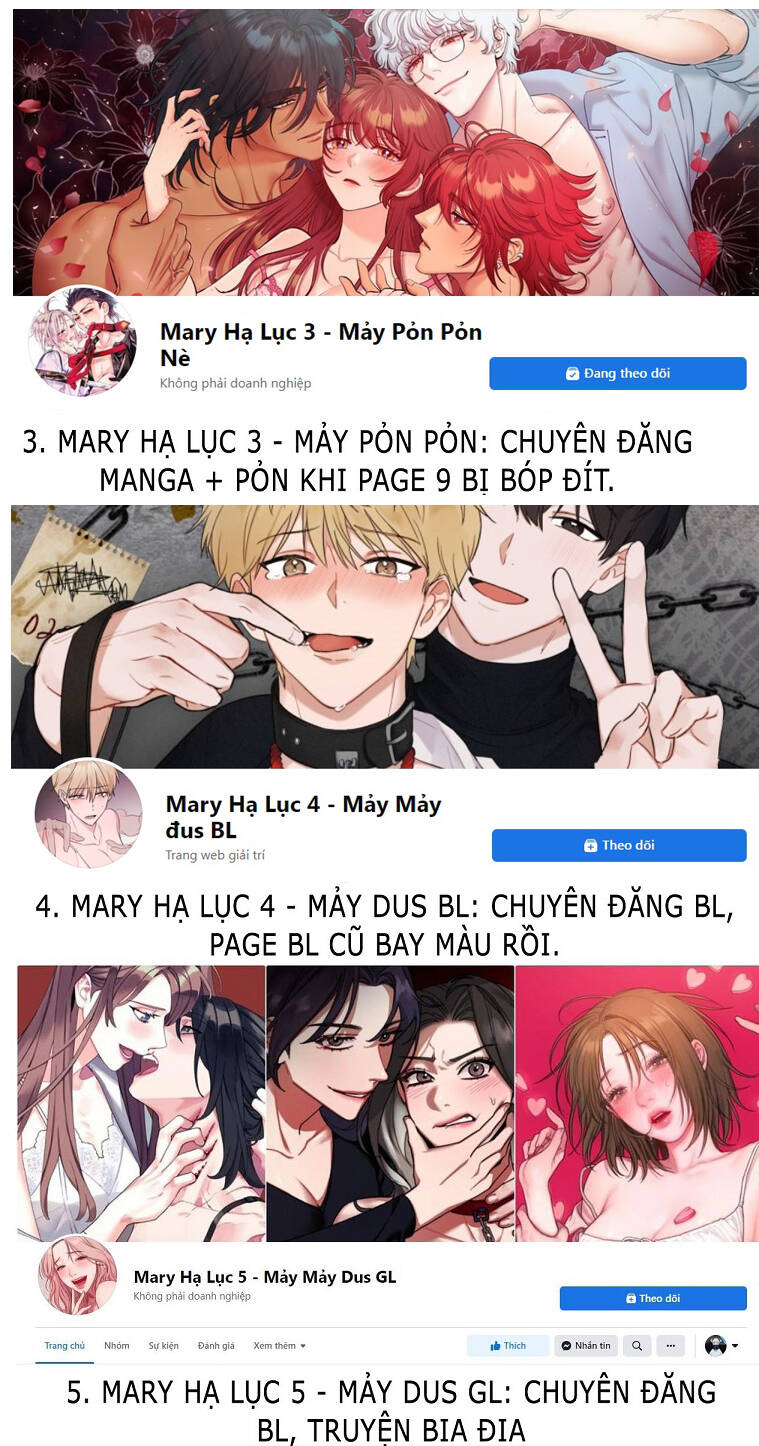 Mary Hạ Lục 3 - Mảy Pỏn Pỏn
Nè
Không phải doanh nghiệp
Đang theo dõi
3. MARY HẠ LỤC 3 - MẢY PỎN PỎN: CHUYÊN ĐĂNG
MANGA + PỎN KHI PAGE 9 BỊ BÓP ĐÍT.
Mary Hạ Lục 4 - Mảy Mảy
đus BL
Trang web giải trí
Theo dõi
4. MARY HẠ LỤC 4 - MẢY DUS BL: CHUYÊN ĐĂNG BL,
PAGE BL CŨ BAY MÀU RỒI.
Mary Hạ Lục 5 - Mảy Mảy Dus GL
Không phải doanh nghiệp
Theo dõi
Trang chủ Nhóm Sự kiện Đánh giá Xem thêm Thích Nhắn tin
5. MARY HẠ LỤC 5 - MẢY DUS GL: CHUYÊN ĐĂNG
BL, TRUYỆN BIA ĐIA